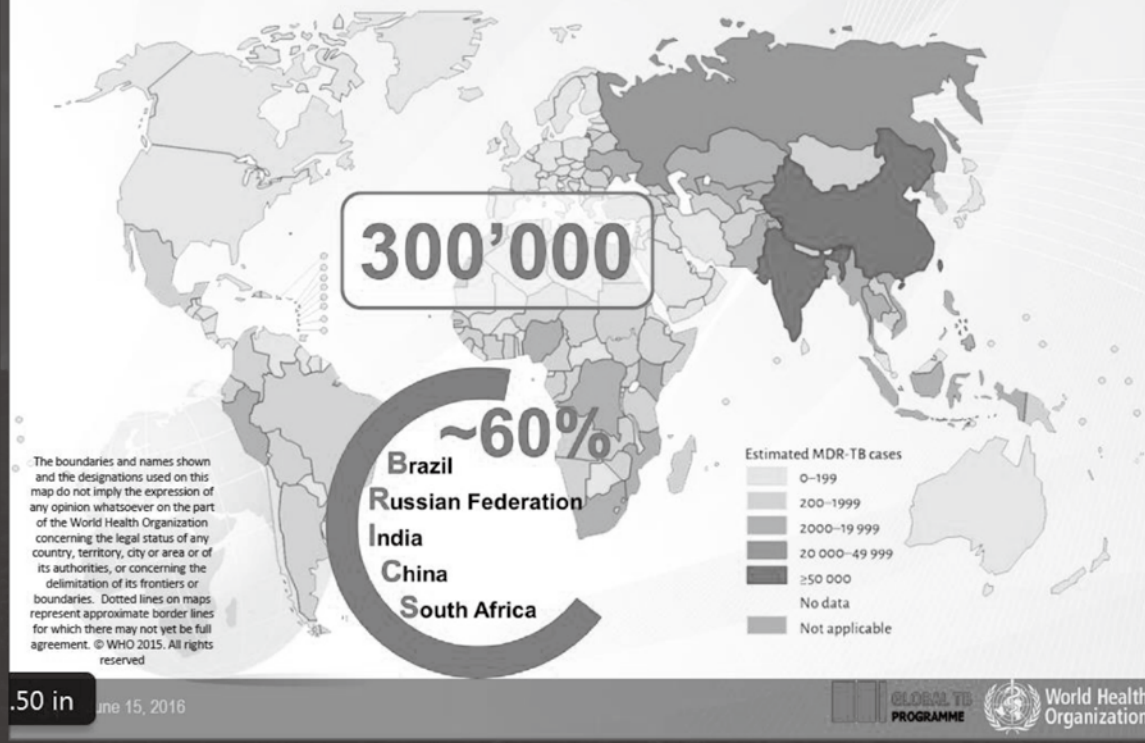 300’000
~60%
Brazil
Russian Federation
India
China
South Africa
The boundaries and names shown
and the designations used on this
map do not imply the expression of
any opinion whatsoever on the part
of the World Health Organization
concerning the legal status of any
country, territory, city or area or of
its authorities, or concerning the
delimitation of its frontiers or
boundaries. Dotted lines on maps
represent approximate border lines
for which there may not yet be full
agreement. © WHO 2015. All rights
reserved
Estimated MDR-TB cases
0–199
200–1999
2000–19 999
20 000–49 999
≥50 000
No data
Not applicable
.50 in
une 15, 2016
GLOBAL TB
PROGRAMME
World Health
Organization